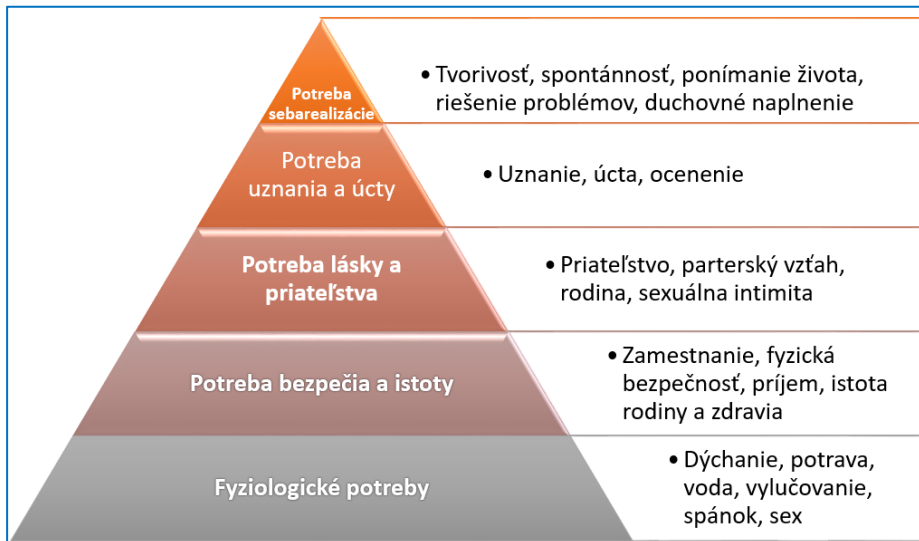 Potreba
sebarealizácie
• Tvorivosť, spontánnosť, ponímanie života,
riešenie problémov, duchovné naplnenie
Potreba
uznania a úcty
• Uznanie, úcta, ocenenie
Potreba lásky a
priateľstva
• Priateľstvo, parterský vzťah,
rodina, sexuálna intimita
Potreba bezpečia a istoty
• Zamestnanie, fyzická
bezpečnosť, príjem, istota
rodiny a zdravia
Fyziologické potreby
• Dýchanie, potrava,
voda, vylučovanie,
spánok, sex